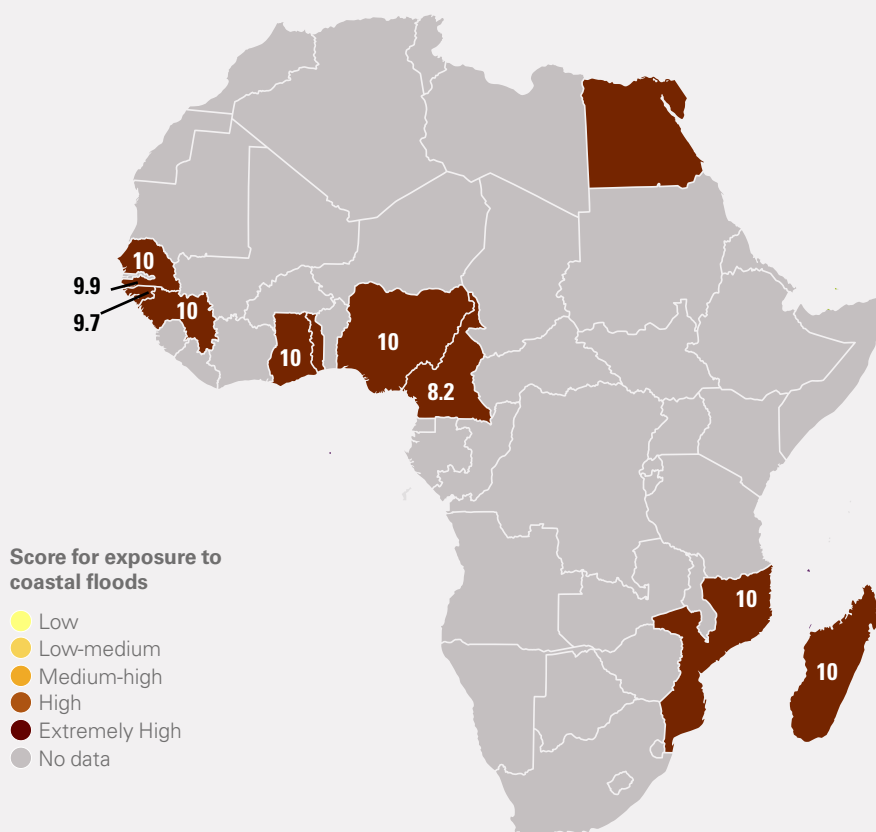 10
9.9
9.7
10
10
10
8.2
10
10
Score for exposure to
coastal floods
Low
Low-medium
Medium-high
High
Extremely High
No data